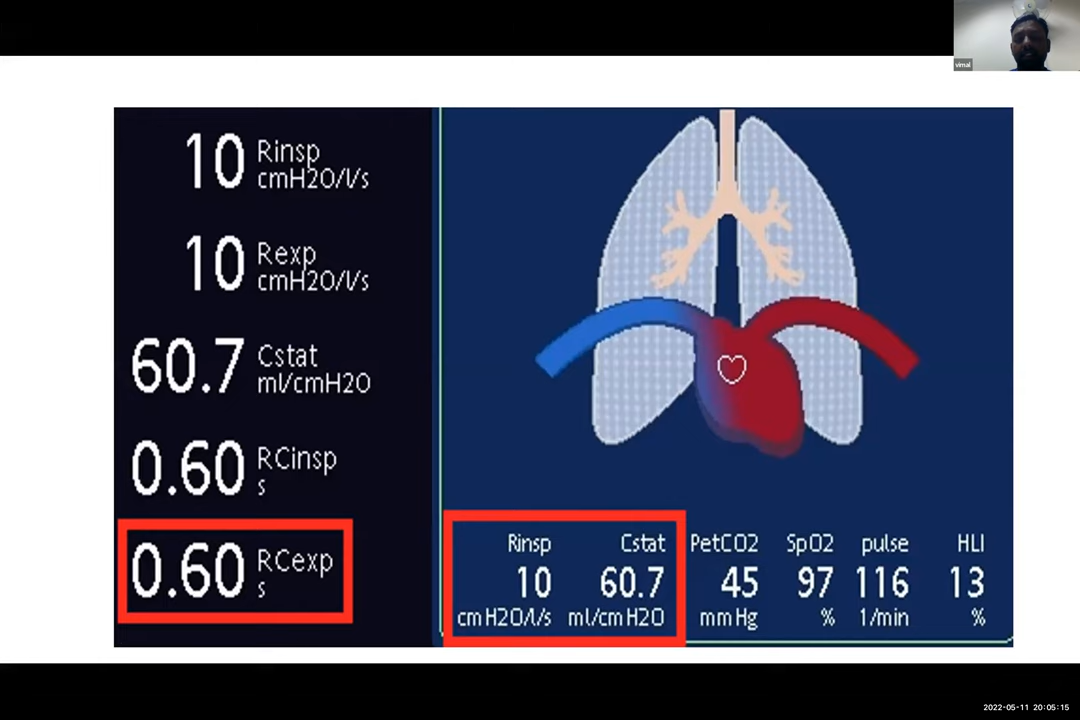 vimal
10 Rinsp
cmH2O/l/s
10 Rexp
cmH2O/l/s
60.7 Cstat
ml/cmH2O
0.60 RCinsp
s
0.60 RCexp
s
Rinsp Cstat PetCO2 SpO2 pulse HLI
10 60.7 45 97 116 13
cmH2O/l/s ml/cmH2O mmHg % 1/min %
2022-05-11 20:05:15